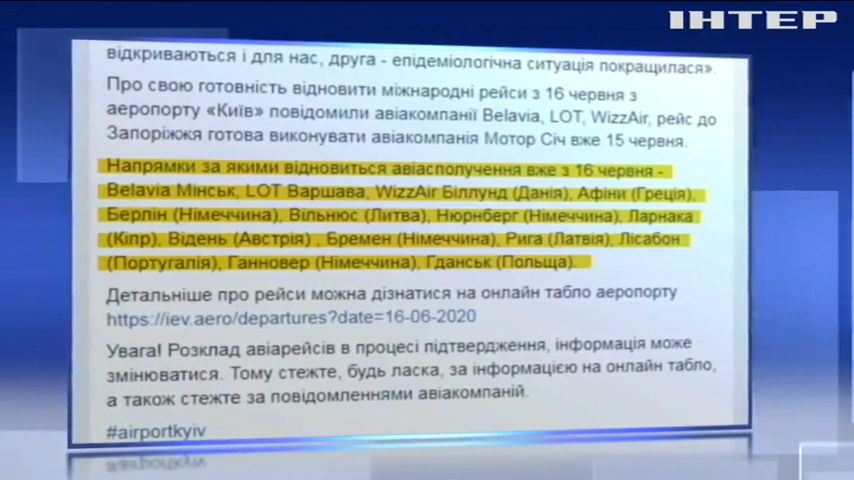 ІНТЕР
відкриваються і для нас, друга - епідеміологічна ситуація покращилася».
Про свою готовність відновити міжнародні рейси з 16 червня з
аеропорту «Київ» повідомили авіакомпанії Belavia, LOT, WizzAir, рейс до
Запоріжжя готова виконувати авіакомпанія Мотор Січ вже 15 червня.
Напрямки за якими відновиться авіасполучення вже з 16 червня -
Belavia Мінськ, LOT Варшава, WizzAir Біллунд (Данія), Афіни (Греція),
Берлін (Німеччина), Вільнюс (Литва), Нюрнберг (Німеччина), Ларнака
(Кіпр), Відень (Австрія) , Бремен (Німеччина), Рига (Латвія), Лісабон
(Португалія), Ганновер (Німеччина), Гданськ (Польща).
Детальніше про рейси можна дізнатися на онлайн табло аеропорту
https://iev.aero/departures?date=16-06-2020
Увага! Розклад авіарейсів в процесі підтвердження, інформація може
змінюватися. Тому стежте, будь ласка, за інформацією на онлайн табло,
а також стежте за повідомленнями авіакомпаній.
#airportkyiv